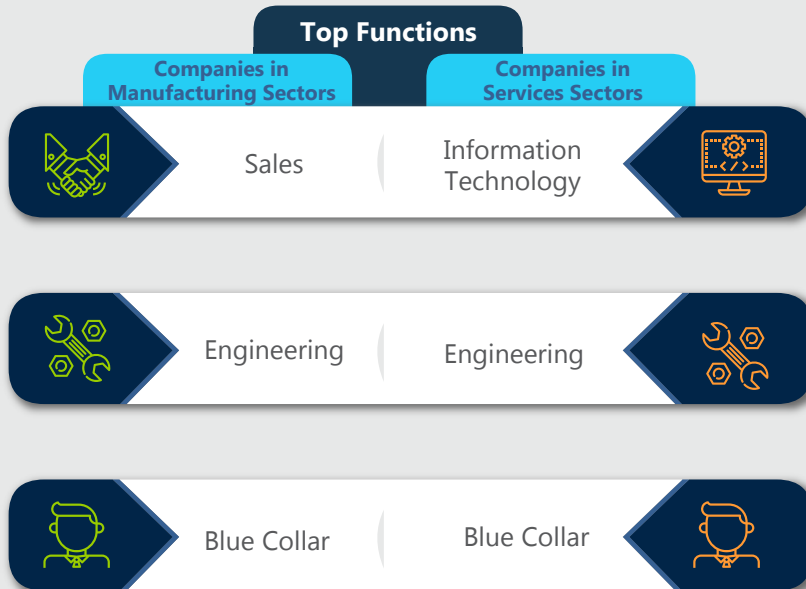 Top Functions
Companies in
Manufacturing Sectors
Companies in
Services Sectors
Sales
Information
Technology
Engineering
Engineering
Blue Collar
Blue Collar